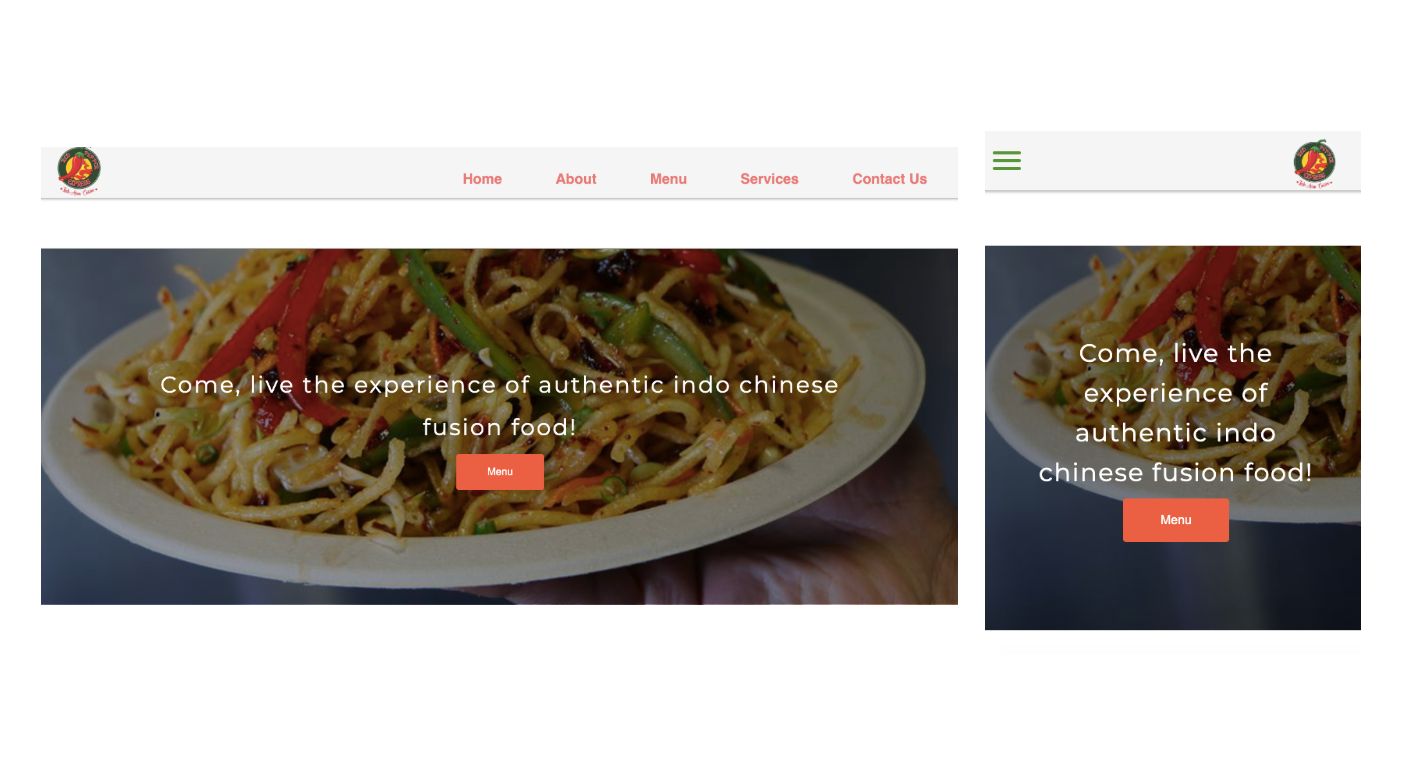 Home About Menu Services Contact Us
Come, live the experience of authentic indo chinese
fusion food!
Menu
Come, live the
experience of
authentic indo
chinese fusion food!
Menu